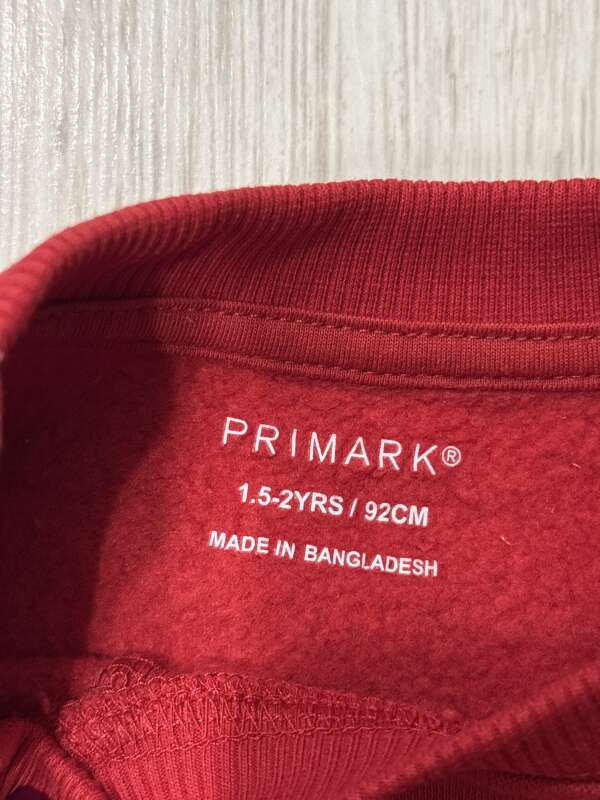 PRIMARK®
1.5-2YRS / 92CM
MADE IN BANGLADESH